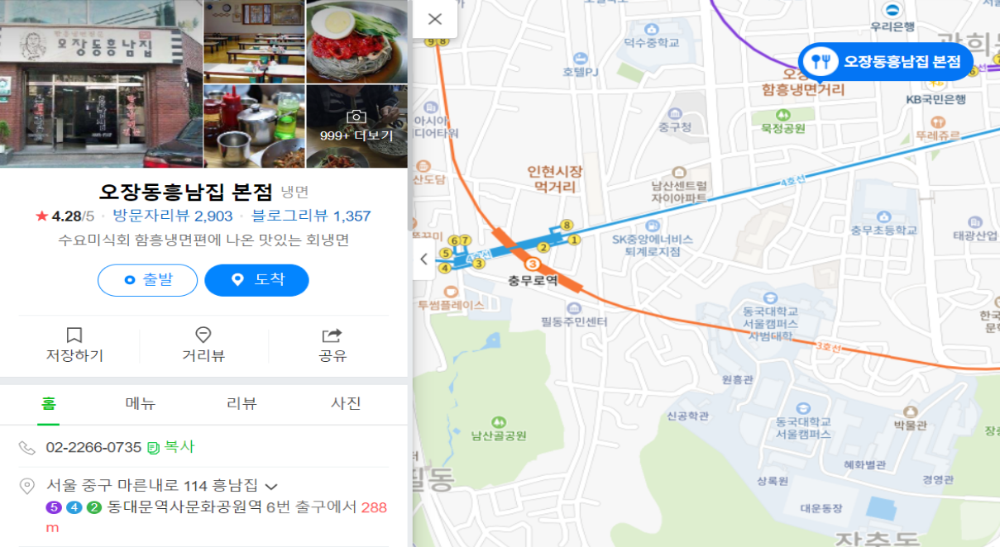 오장동흥남집
999+ 더보기
오장동흥남집 본점 냉면
★ 4.28/5 · 방문자리뷰 2,903 · 블로그리뷰 1,357
수요미식회 함흥냉면편에 나온 맛있는 회냉면
출발
도착
저장하기
거리뷰
공유
홈
메뉴
리뷰
사진
02-2266-0735 복사
서울 중구 마른내로 114 흥남집
5 4 2 동대문역사문화공원역 6번 출구에서 288
m
9 8
우리은행
덕수중학교
호텔PJ
오장동흥남집 본점
함흥냉면거리
KB국민은행
아시아
디어타워
중구청
묵정공원
뚜레쥬르
산도담
인현시장
먹거리
남산센트럴
자이아파트
4호선
충무초등학교
태광산업
SK중앙에너비스
퇴계로지점
8
1
2
6 7
5
4
3
4호선
3
충무로역
투썸플레이스
필동주민센터
동국대학교
서울캠퍼스
사범대학
3호선
원흥관
신공학관
동국대학교
서울캠퍼스
박물관
남산골공원
혜화별관
상록원
경영관
필동
대운동장
장충동